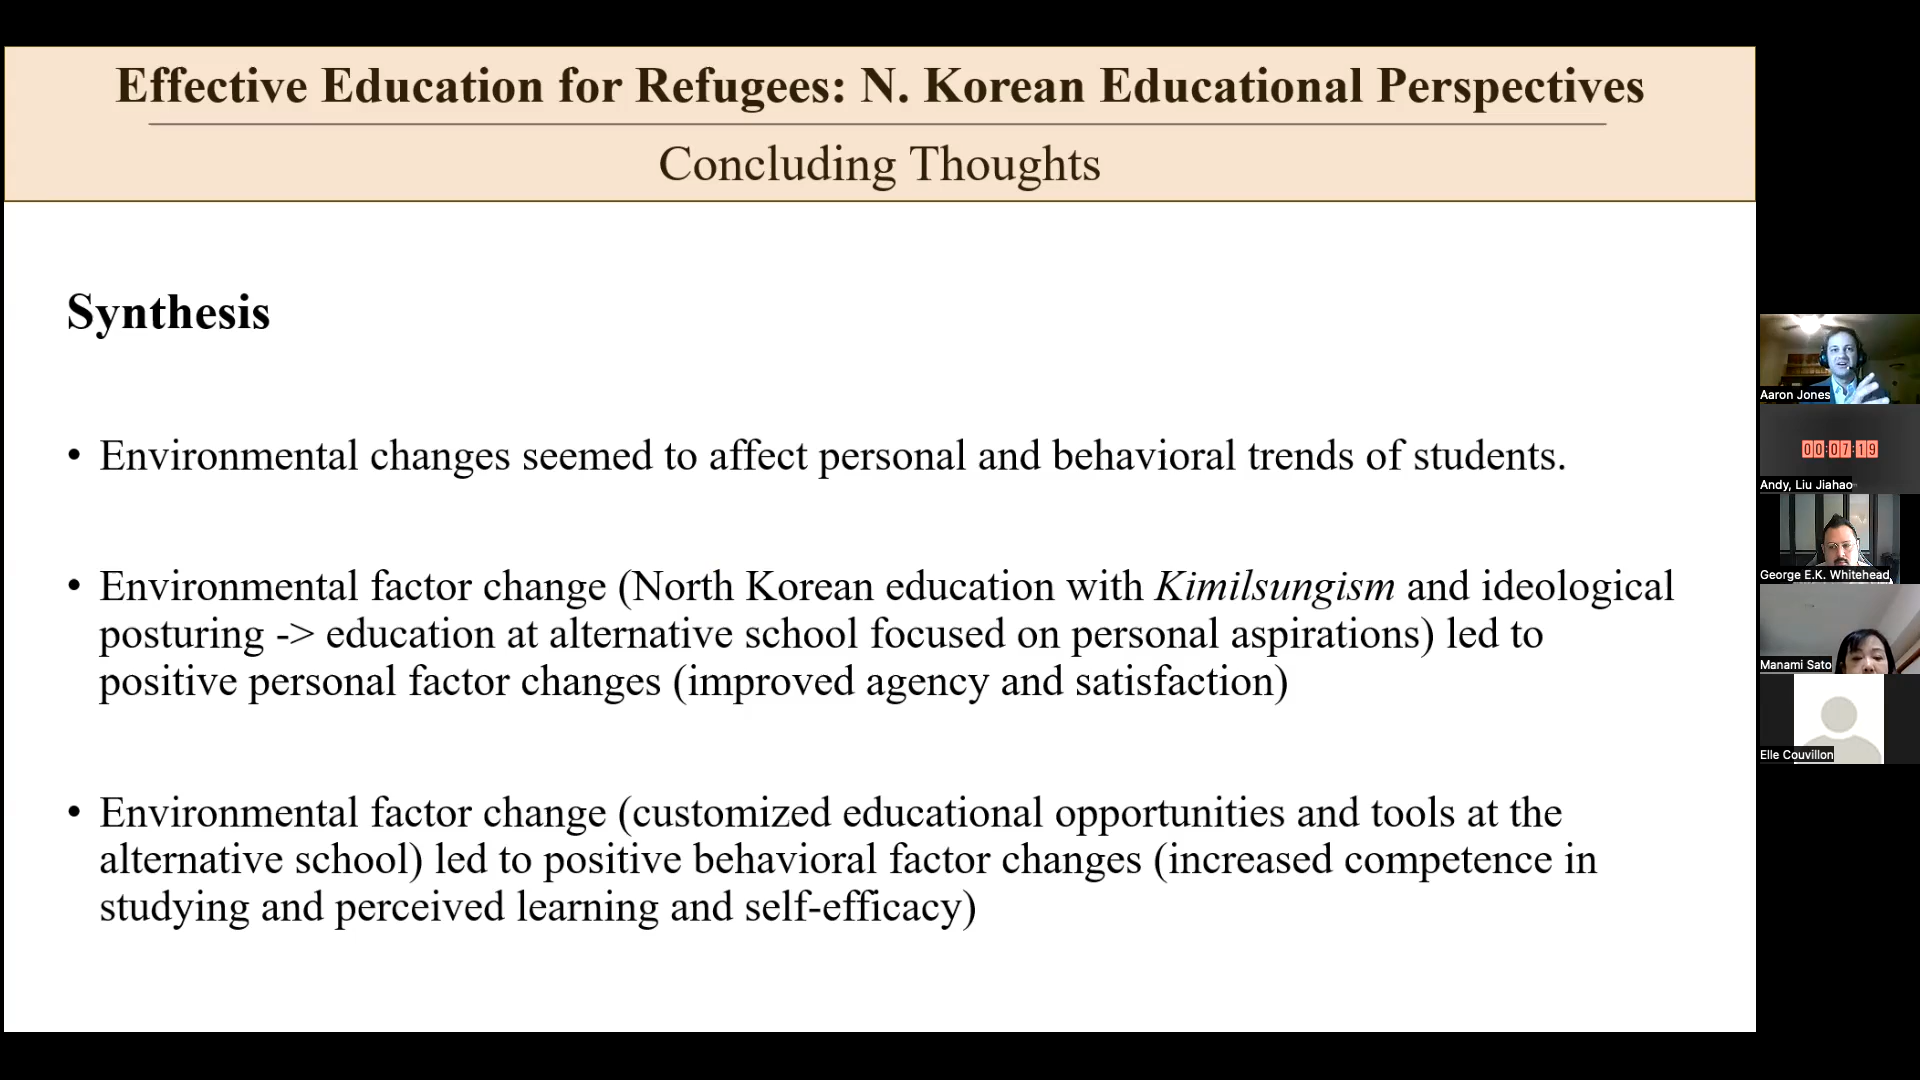 Effective Education for Refugees: N. Korean Educational Perspectives
Concluding Thoughts
Synthesis
• Environmental changes seemed to affect personal and behavioral trends of students.
• Environmental factor change (North Korean education with Kimilsungism and ideological
posturing -> education at alternative school focused on personal aspirations) led to
positive personal factor changes (improved agency and satisfaction)
• Environmental factor change (customized educational opportunities and tools at the
alternative school) led to positive behavioral factor changes (increased competence in
studying and perceived learning and self-efficacy)
Aaron Jones
00:07:19
Andy, Liu Jiahao
George E.K. Whitehead
Manami Sato
Elle Couvillon